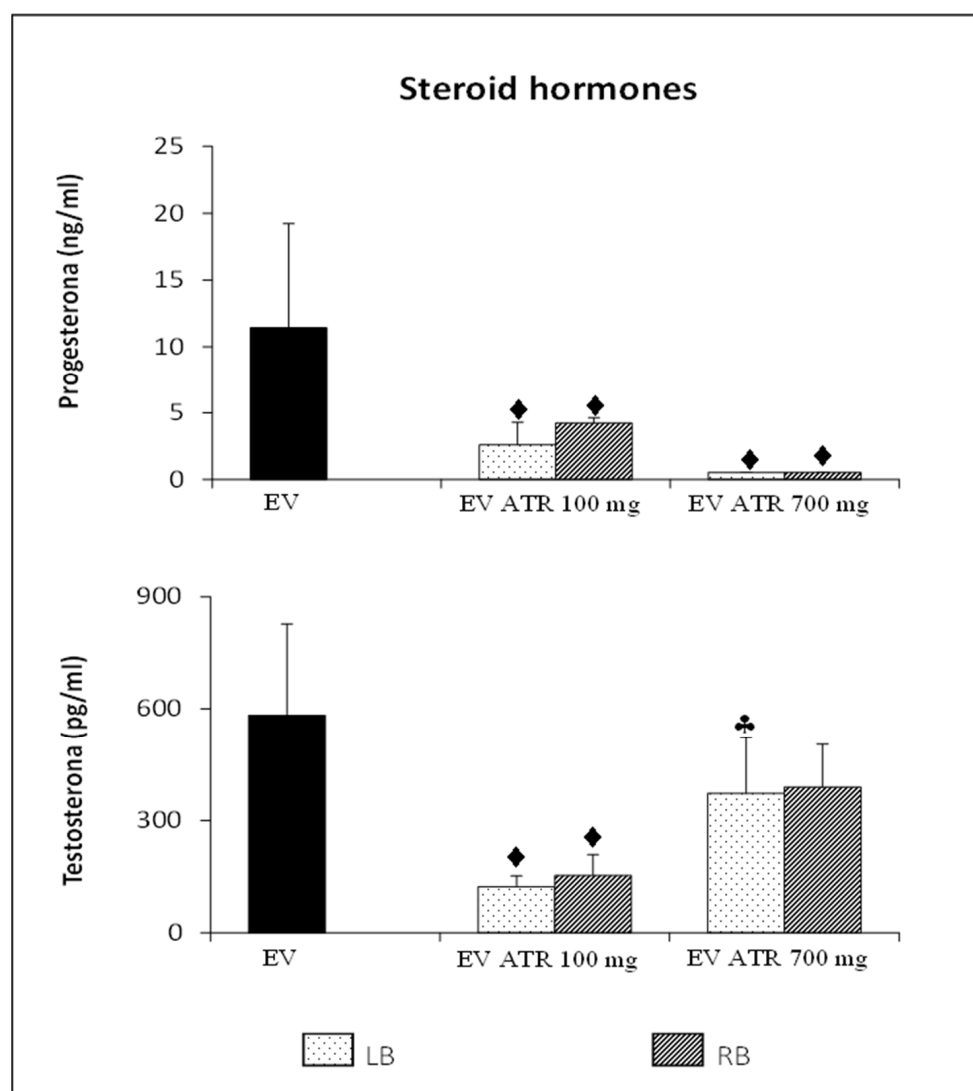 Steroid hormones
Progesterona (ng/ml)
25
20
15
10
5
0
EV
EV ATR 100 mg
EV ATR 700 mg
Testosterona (pg/ml)
900
600
300
0
EV
EV ATR 100 mg
EV ATR 700 mg
LB
RB